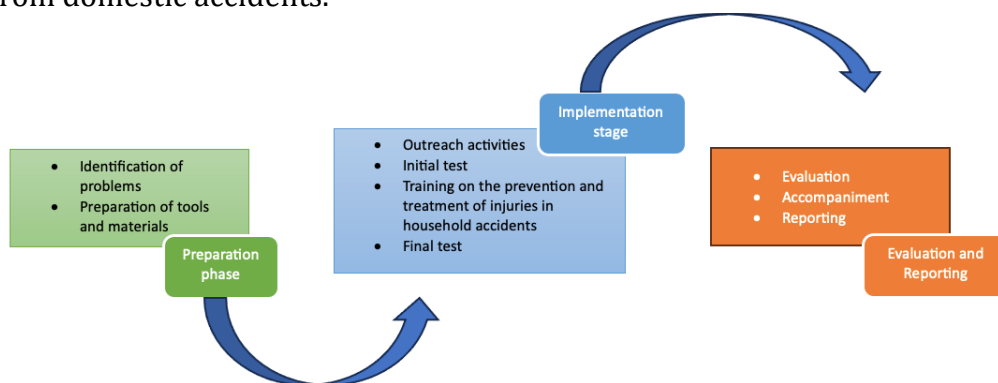 from domestic accidents.
• Identification of
problems
• Preparation of tools
and materials
Preparation
phase
• Outreach activities
• Initial test
• Training on the prevention and
treatment of injuries in
household accidents
• Final test
Implementation
stage
• Evaluation
• Accompaniment
• Reporting
Evaluation and
Reporting